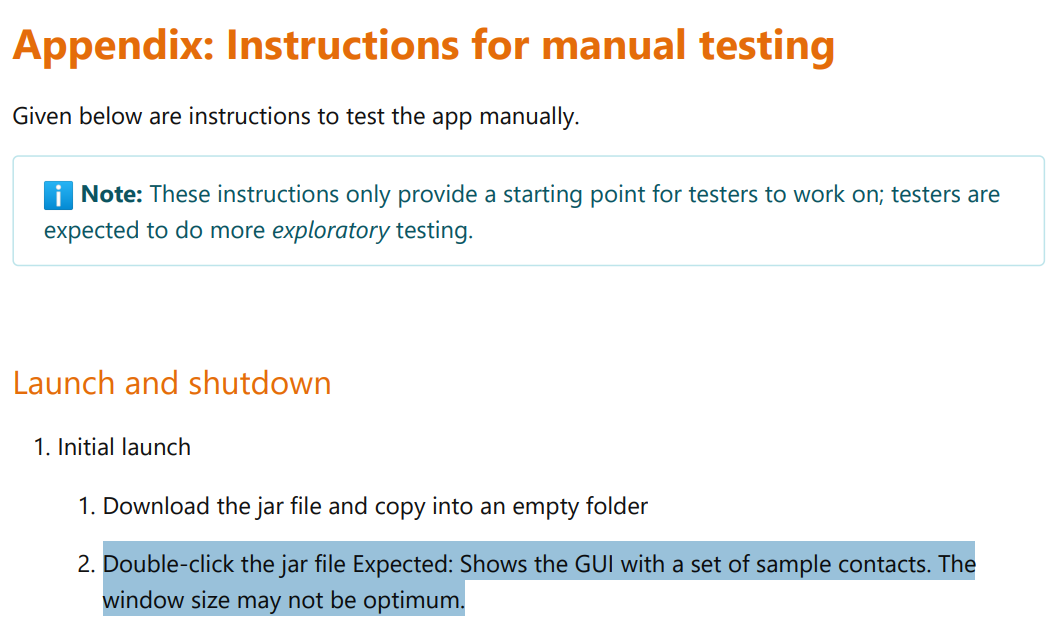 Appendix: Instructions for manual testing
Given below are instructions to test the app manually.
i Note: These instructions only provide a starting point for testers to work on; testers are
expected to do more exploratory testing.
Launch and shutdown
1. Initial launch
1. Download the jar file and copy into an empty folder
2. Double-click the jar file Expected: Shows the GUI with a set of sample contacts. The
window size may not be optimum.